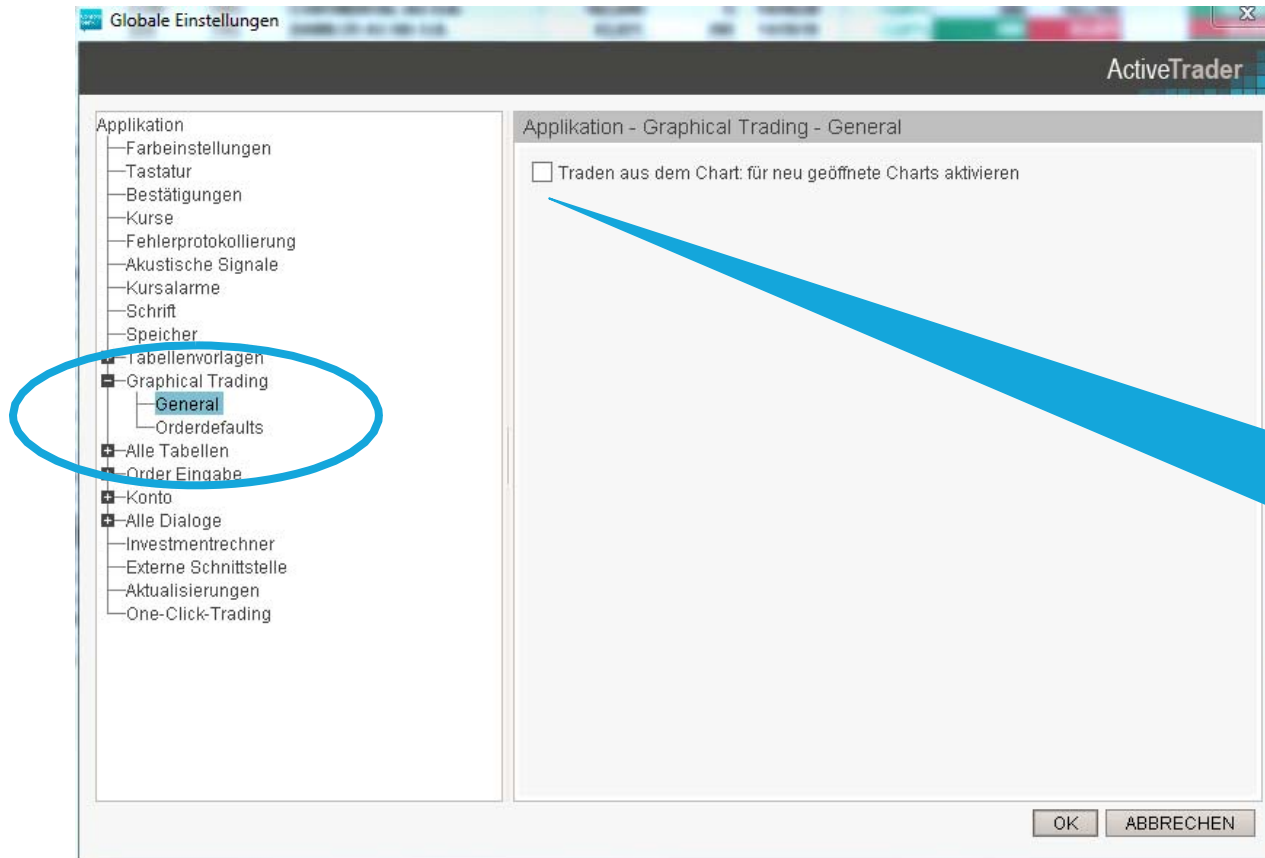 Globale Einstellungen
ActiveTrader
Applikation
Farbeinstellungen
Tastatur
Bestätigungen
Kurse
Fehlerprotokollierung
Akustische Signale
Kursalarme
Schrift
Speicher
Tabellenvorlagen
Graphical Trading
General
Orderdefaults
Alle Tabellen
Order Eingabe
Konto
Alle Dialoge
Investmentrechner
Externe Schnittstelle
Aktualisierungen
One-Click-Trading
Applikation - Graphical Trading - General
Traden aus dem Chart: für neu geöffnete Charts aktivieren
OK ABBRECHEN